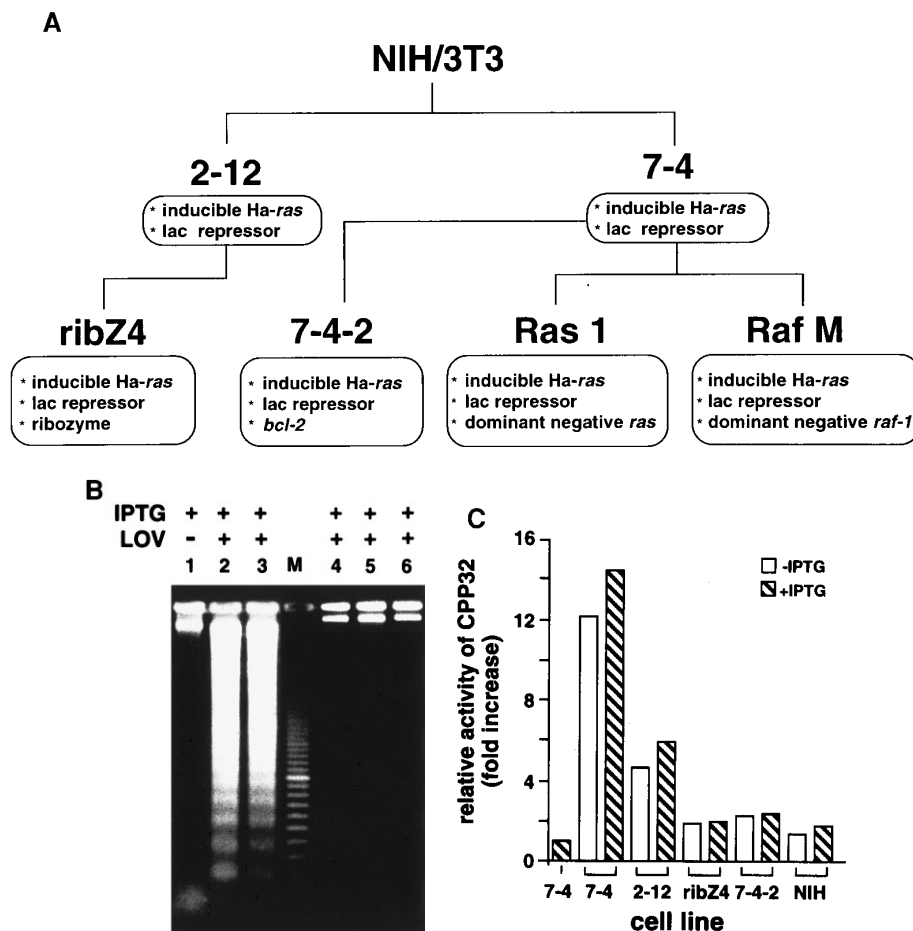 A
NIH/3T3
2-12
7-4
* inducible Ha-ras
* lac repressor
* inducible Ha-ras
* lac repressor
ribZ4
7-4-2
Ras 1
Raf M
* inducible Ha-ras
* lac repressor
* ribozyme
* inducible Ha-ras
* lac repressor
* bcl-2
* inducible Ha-ras
* lac repressor
* dominant negative ras
* inducible Ha-ras
* lac repressor
* dominant negative raf-1
B
IPTG + + + + + +
LOV - + + + + +
1 2 3 M 4 5 6
C
relative activity of CPP32
(fold increase)
16
12
8
4
0
-IPTG
+IPTG
7-4 7-4 2-12 ribZ4 7-4-2 NIH
cell line